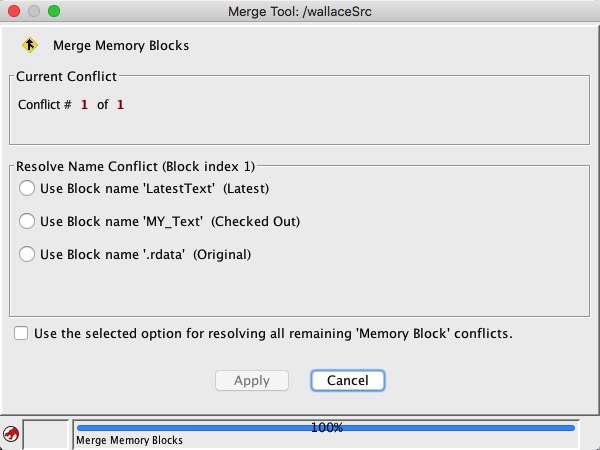 Merge Tool: /wallaceSrc
Merge Memory Blocks
Current Conflict
Conflict # 1 of 1
Resolve Name Conflict (Block index 1)
Use Block name 'LatestText' (Latest)
Use Block name 'MY_Text' (Checked Out)
Use Block name '.rdata' (Original)
Use the selected option for resolving all remaining 'Memory Block' conflicts.
Apply Cancel
100%
Merge Memory Blocks